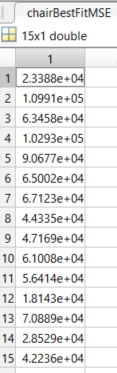 chairBestFitMSE
15x1 double
1
1 2.3388e+04
2 1.0991e+05
3 6.3458e+04
4 1.0293e+05
5 9.0677e+04
6 6.5002e+04
7 6.7123e+04
8 4.4335e+04
9 4.7169e+04
10 6.1008e+04
11 5.6414e+04
12 1.8143e+04
13 7.0889e+04
14 2.8529e+04
15 4.2236e+04